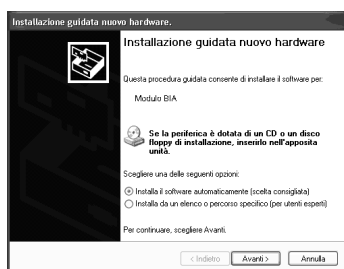 Installazione guidata nuovo hardware.
Installazione guidata nuovo hardware
Questa procedura guidata consente di installare il software per:
Modulo BIA
Se la periferica è dotata di un CD o un disco
floppy di installazione, inserirlo nell'apposita
unità.
Scegliere una delle seguenti opzioni:
Installa il software automaticamente (scelta consigliata)
Installa da un elenco o percorso specifico (per utenti esperti)
Per continuare, scegliere Avanti.
< Indietro Avanti > Annulla